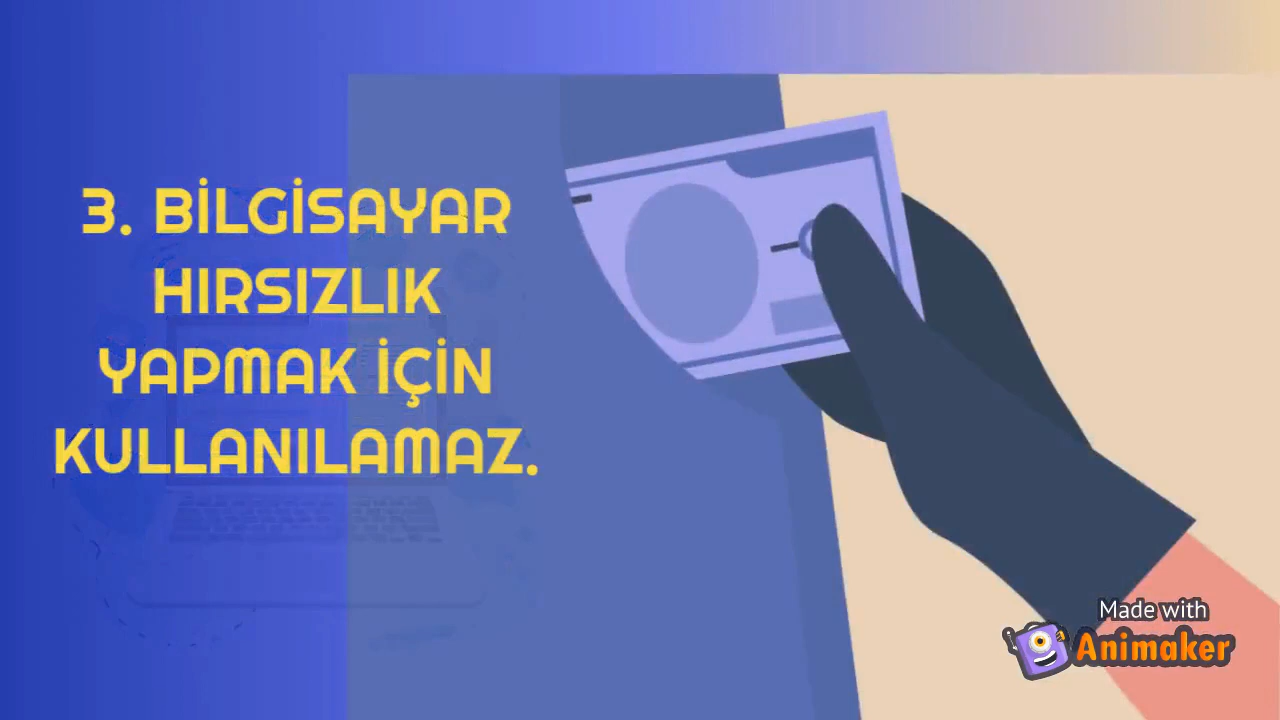 3. BİLGİSAYAR
HIRSIZLIK
YAPMAK İÇİN
KULLANILAMAZ.
Made with
Animaker